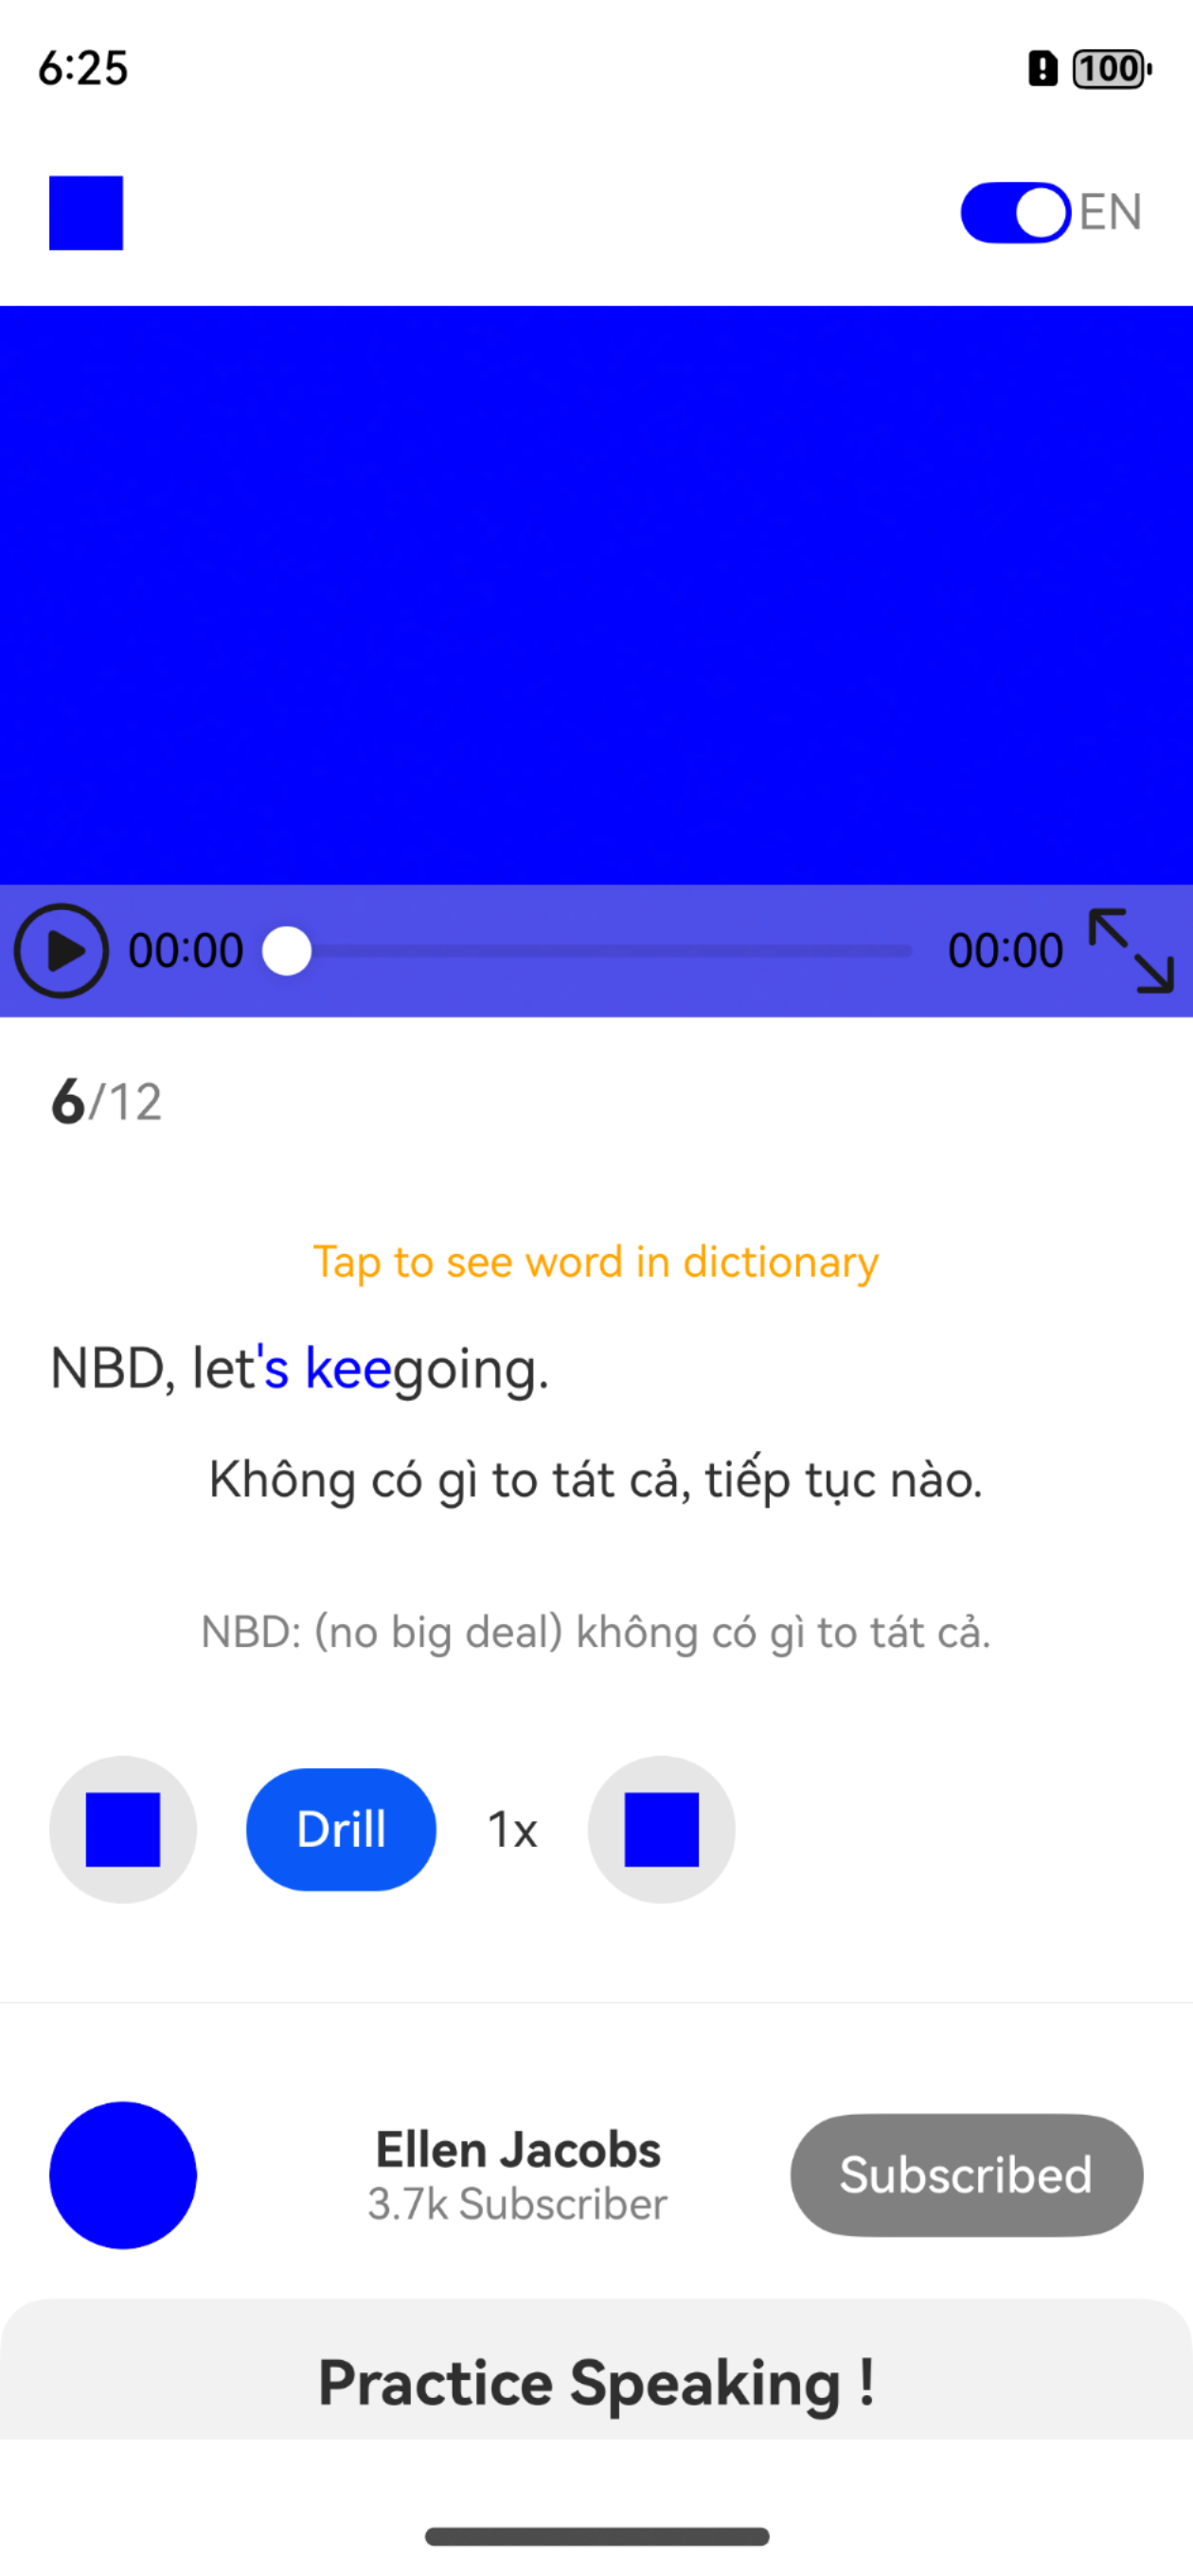 6:25
100
EN
00:00 00:00
6/12
Tap to see word in dictionary
NBD, let's keegoing.
Không có gì to tát cả, tiếp tục nào.
NBD: (no big deal) không có gì to tát cả.
Drill 1x
Ellen Jacobs
3.7k Subscriber
Subscribed
Practice Speaking !